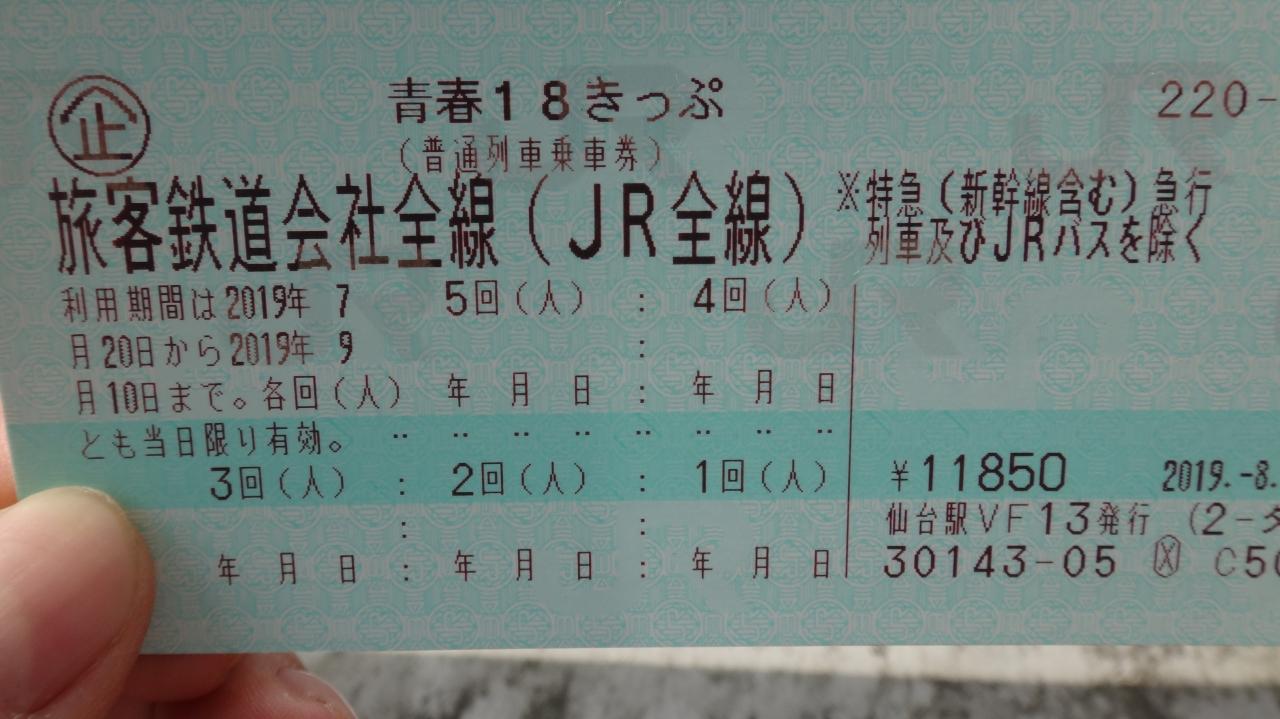 企 青春18きっぷ 220-
(普通列車乗車券)
旅客鉄道会社全線(JR全線) ※特急(新幹線含む)急行
列車及びJRバスを除く
利用期間は2019年 7 5回(人) : 4回(人)
月20日から2019年 9 :
月10日まで。各回(人) 年 月 日 : 年 月 日
とも当日限り有効。 ‥ ‥ ‥ ‥ ‥ ‥ ‥ ‥
3回(人) : 2回(人) : 1回(人) ¥11850 2019.-8.
: : 仙台駅VF13発行 (2-タ
年 月 日 : 年 月 日 : 年 月 日 30143-05 X C50